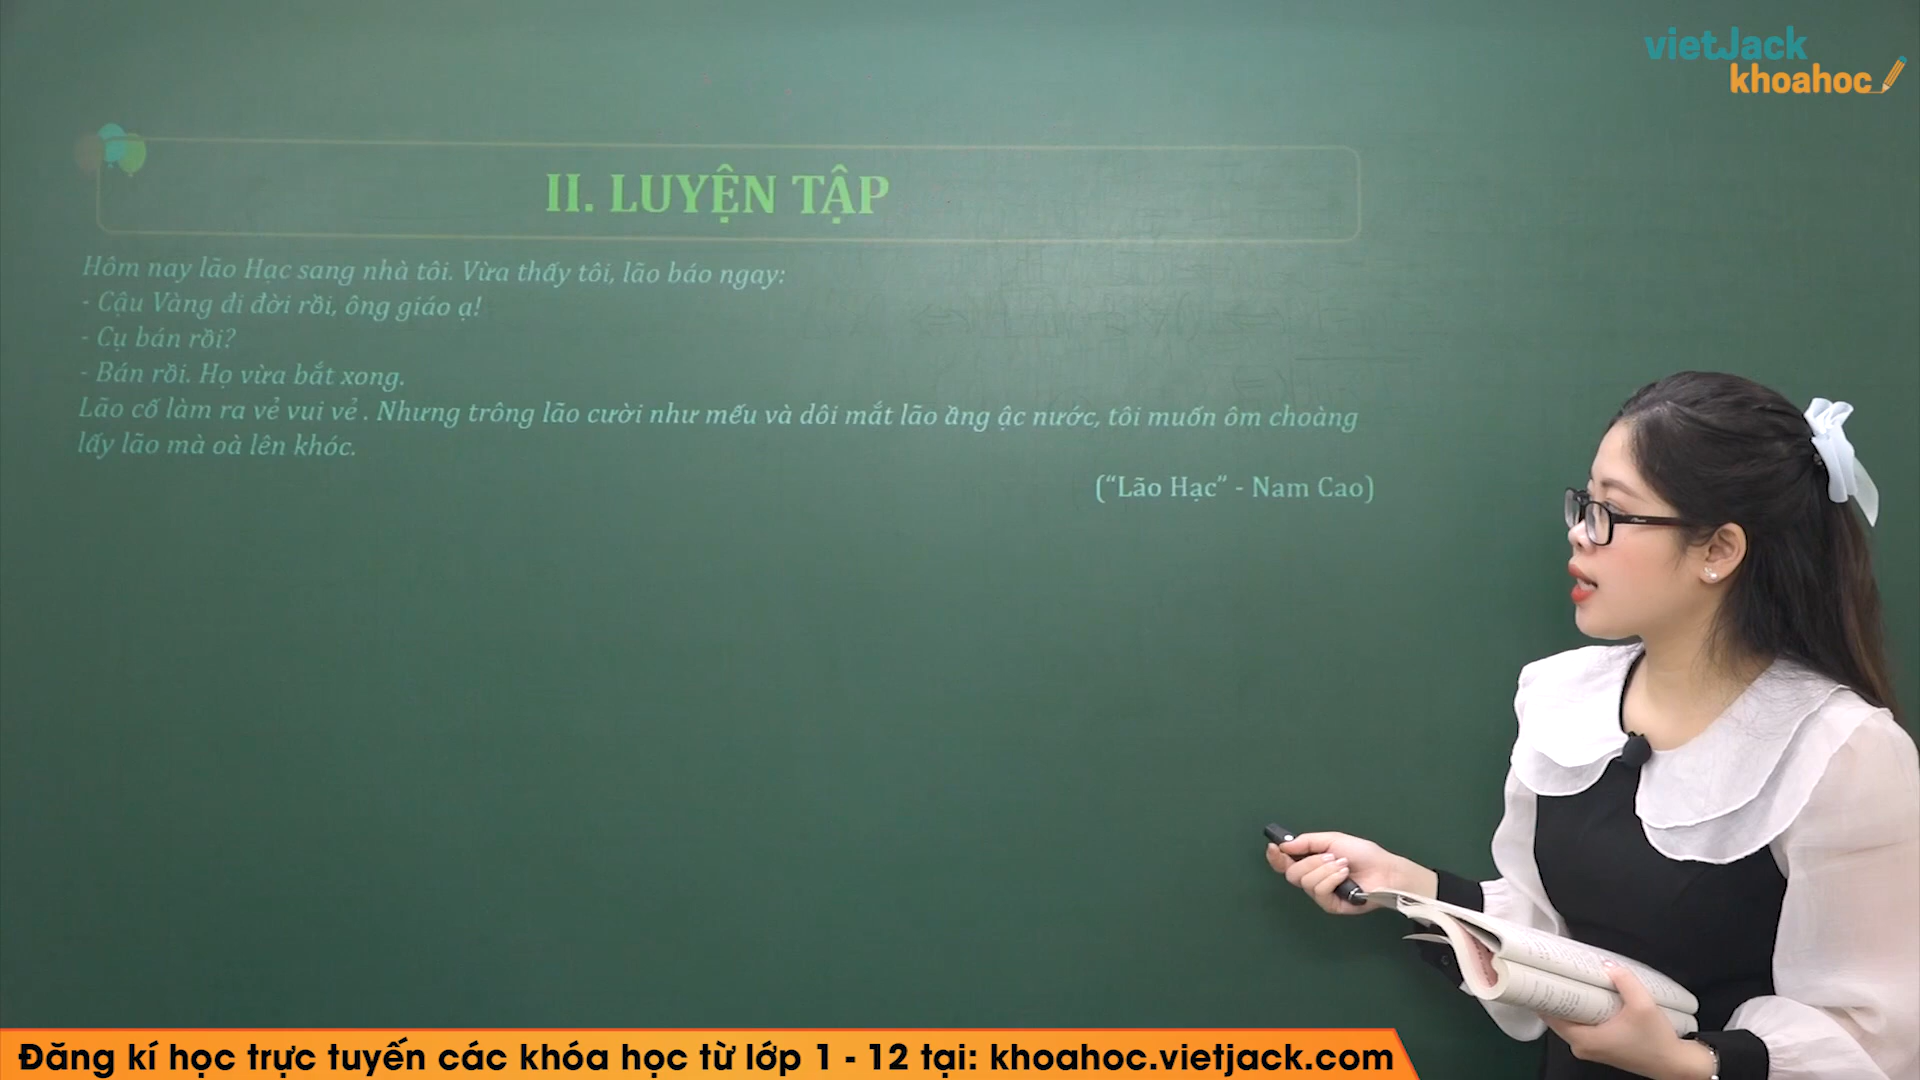 vietJack
khoahoc
II. LUYỆN TẬP
Hôm nay lão Hạc sang nhà tôi. Vừa thấy tôi, lão báo ngay:
- Cậu Vàng đi đời rồi, ông giáo ạ!
- Cụ bán rồi?
- Bán rồi. Họ vừa bắt xong.
Lão cố làm ra vẻ vui vẻ . Nhưng trông lão cười như mếu và dôi mắt lão ầng ậc nước, tôi muốn ôm choàng
lấy lão mà oà lên khóc.
("Lão Hạc" - Nam Cao)
Đăng kí học trực tuyến các khóa học từ lớp 1 - 12 tại: khoahoc.vietjack.com